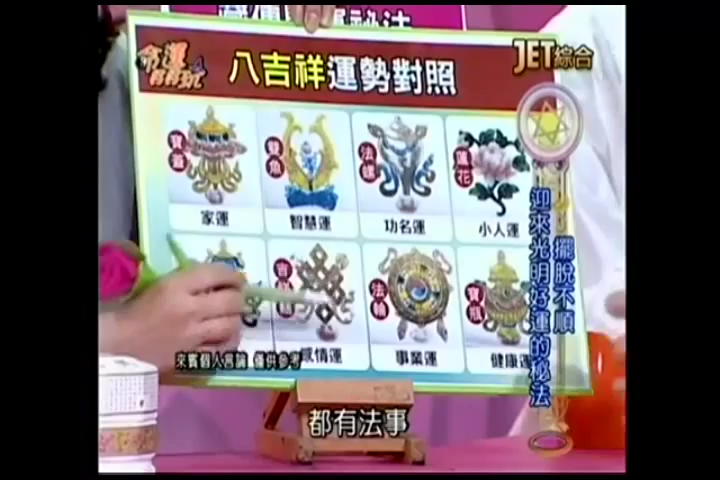 命運好好玩
JET綜合
八吉祥運勢對照
寶蓋
家運
雙魚
智慧運
法螺
功名運
蓮花
小人運
感情運
法輪
事業運
寶瓶
健康運
擺脫不順
迎來光明好運的秘法
來賓個人言論 僅供參考
都有法事